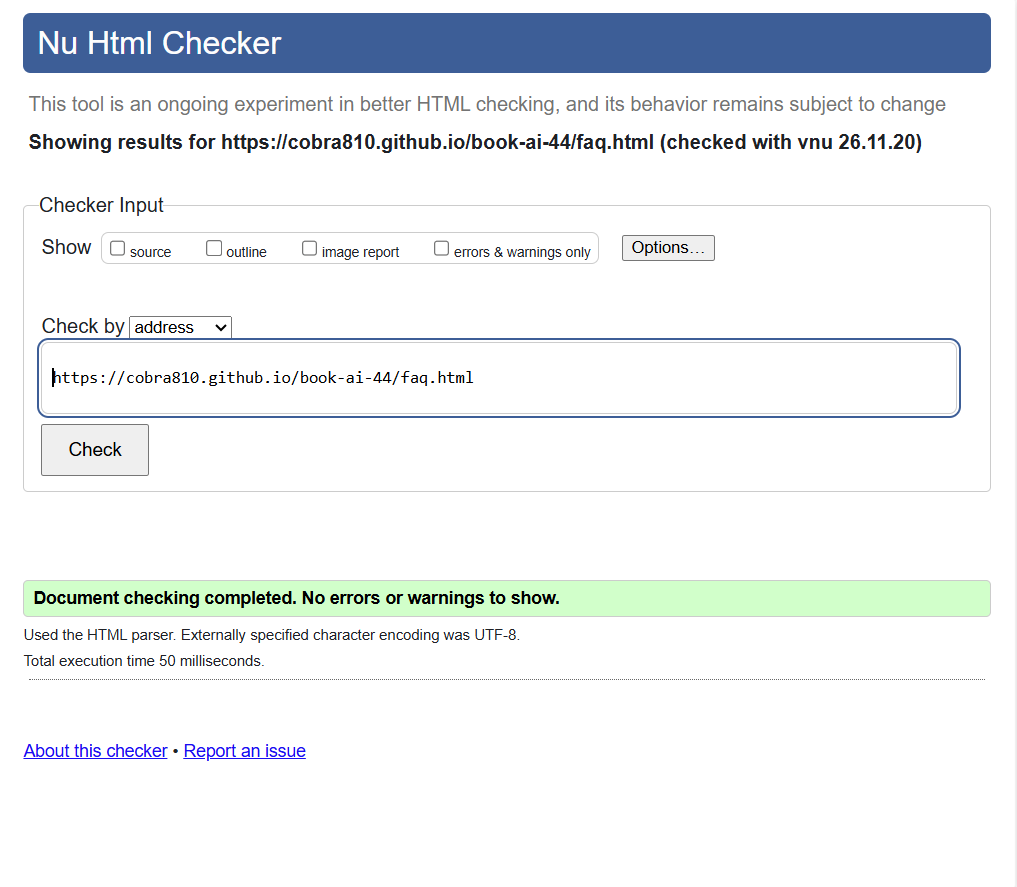 Nu Html Checker
This tool is an ongoing experiment in better HTML checking, and its behavior remains subject to change
Showing results for https://cobra810.github.io/book-ai-44/faq.html (checked with vnu 26.11.20)
Checker Input
Show source outline image report errors & warnings only Options…
Check by address
https://cobra810.github.io/book-ai-44/faq.html
Check
Document checking completed. No errors or warnings to show.
Used the HTML parser. Externally specified character encoding was UTF-8.
Total execution time 50 milliseconds.
About this checker • Report an issue